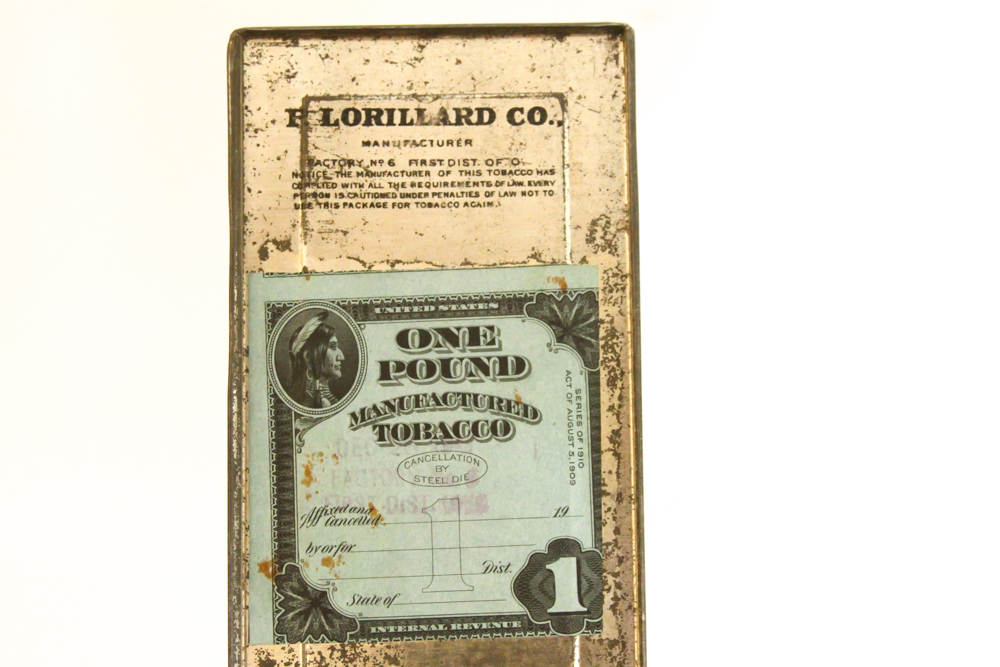 P. LORILLARD CO.,
MANUFACTURER
FACTORY Nº 6 FIRST DIST. OF O.
NOTICE-THE MANUFACTURER OF THIS TOBACCO HAS
COMPLIED WITH ALL THE REQUIREMENTS OF LAW. EVERY
PERSON IS CAUTIONED UNDER PENALTIES OF LAW NOT TO
USE THIS PACKAGE FOR TOBACCO AGAIN.
UNITED STATES
ONE
POUND
MANUFACTURED
TOBACCO
SERIES OF 1910
ACT OF AUGUST 5, 1909
CANCELLATION
BY
STEEL DIE
DEC
Affixed and
Cancelled
19
1
by or for
Dist.
State of
1
INTERNAL REVENUE